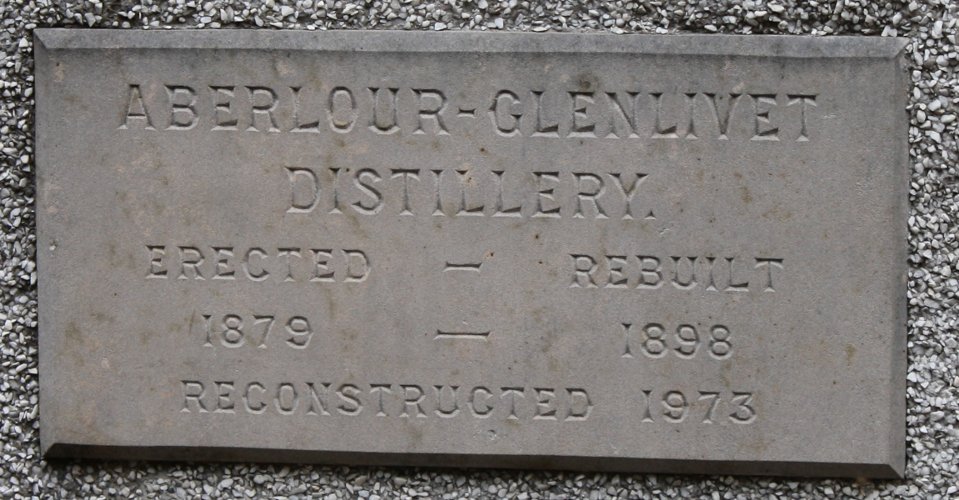 ABERLOUR-GLENLIVET
DISTILLERY.
ERECTED — REBUILT
1879 — 1898
RECONSTRUCTED 1973